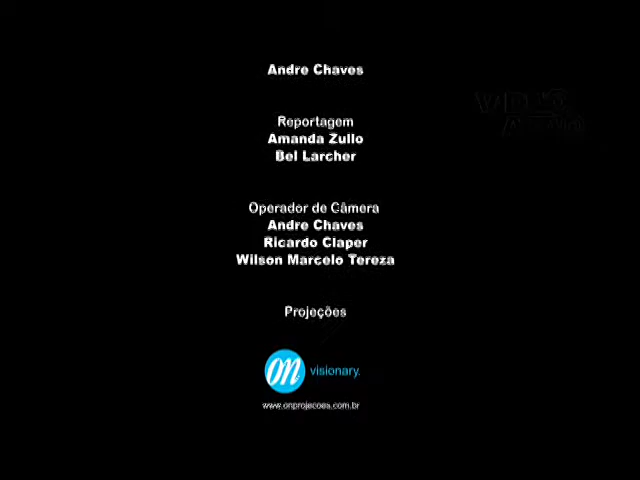 Andre Chaves
Reportagem
Amanda Zullo
Bel Larcher
Operador de Câmera
Andre Chaves
Ricardo Claper
Wilson Marcelo Tereza
Projeções
on visionary.
www.onprojecoes.com.br